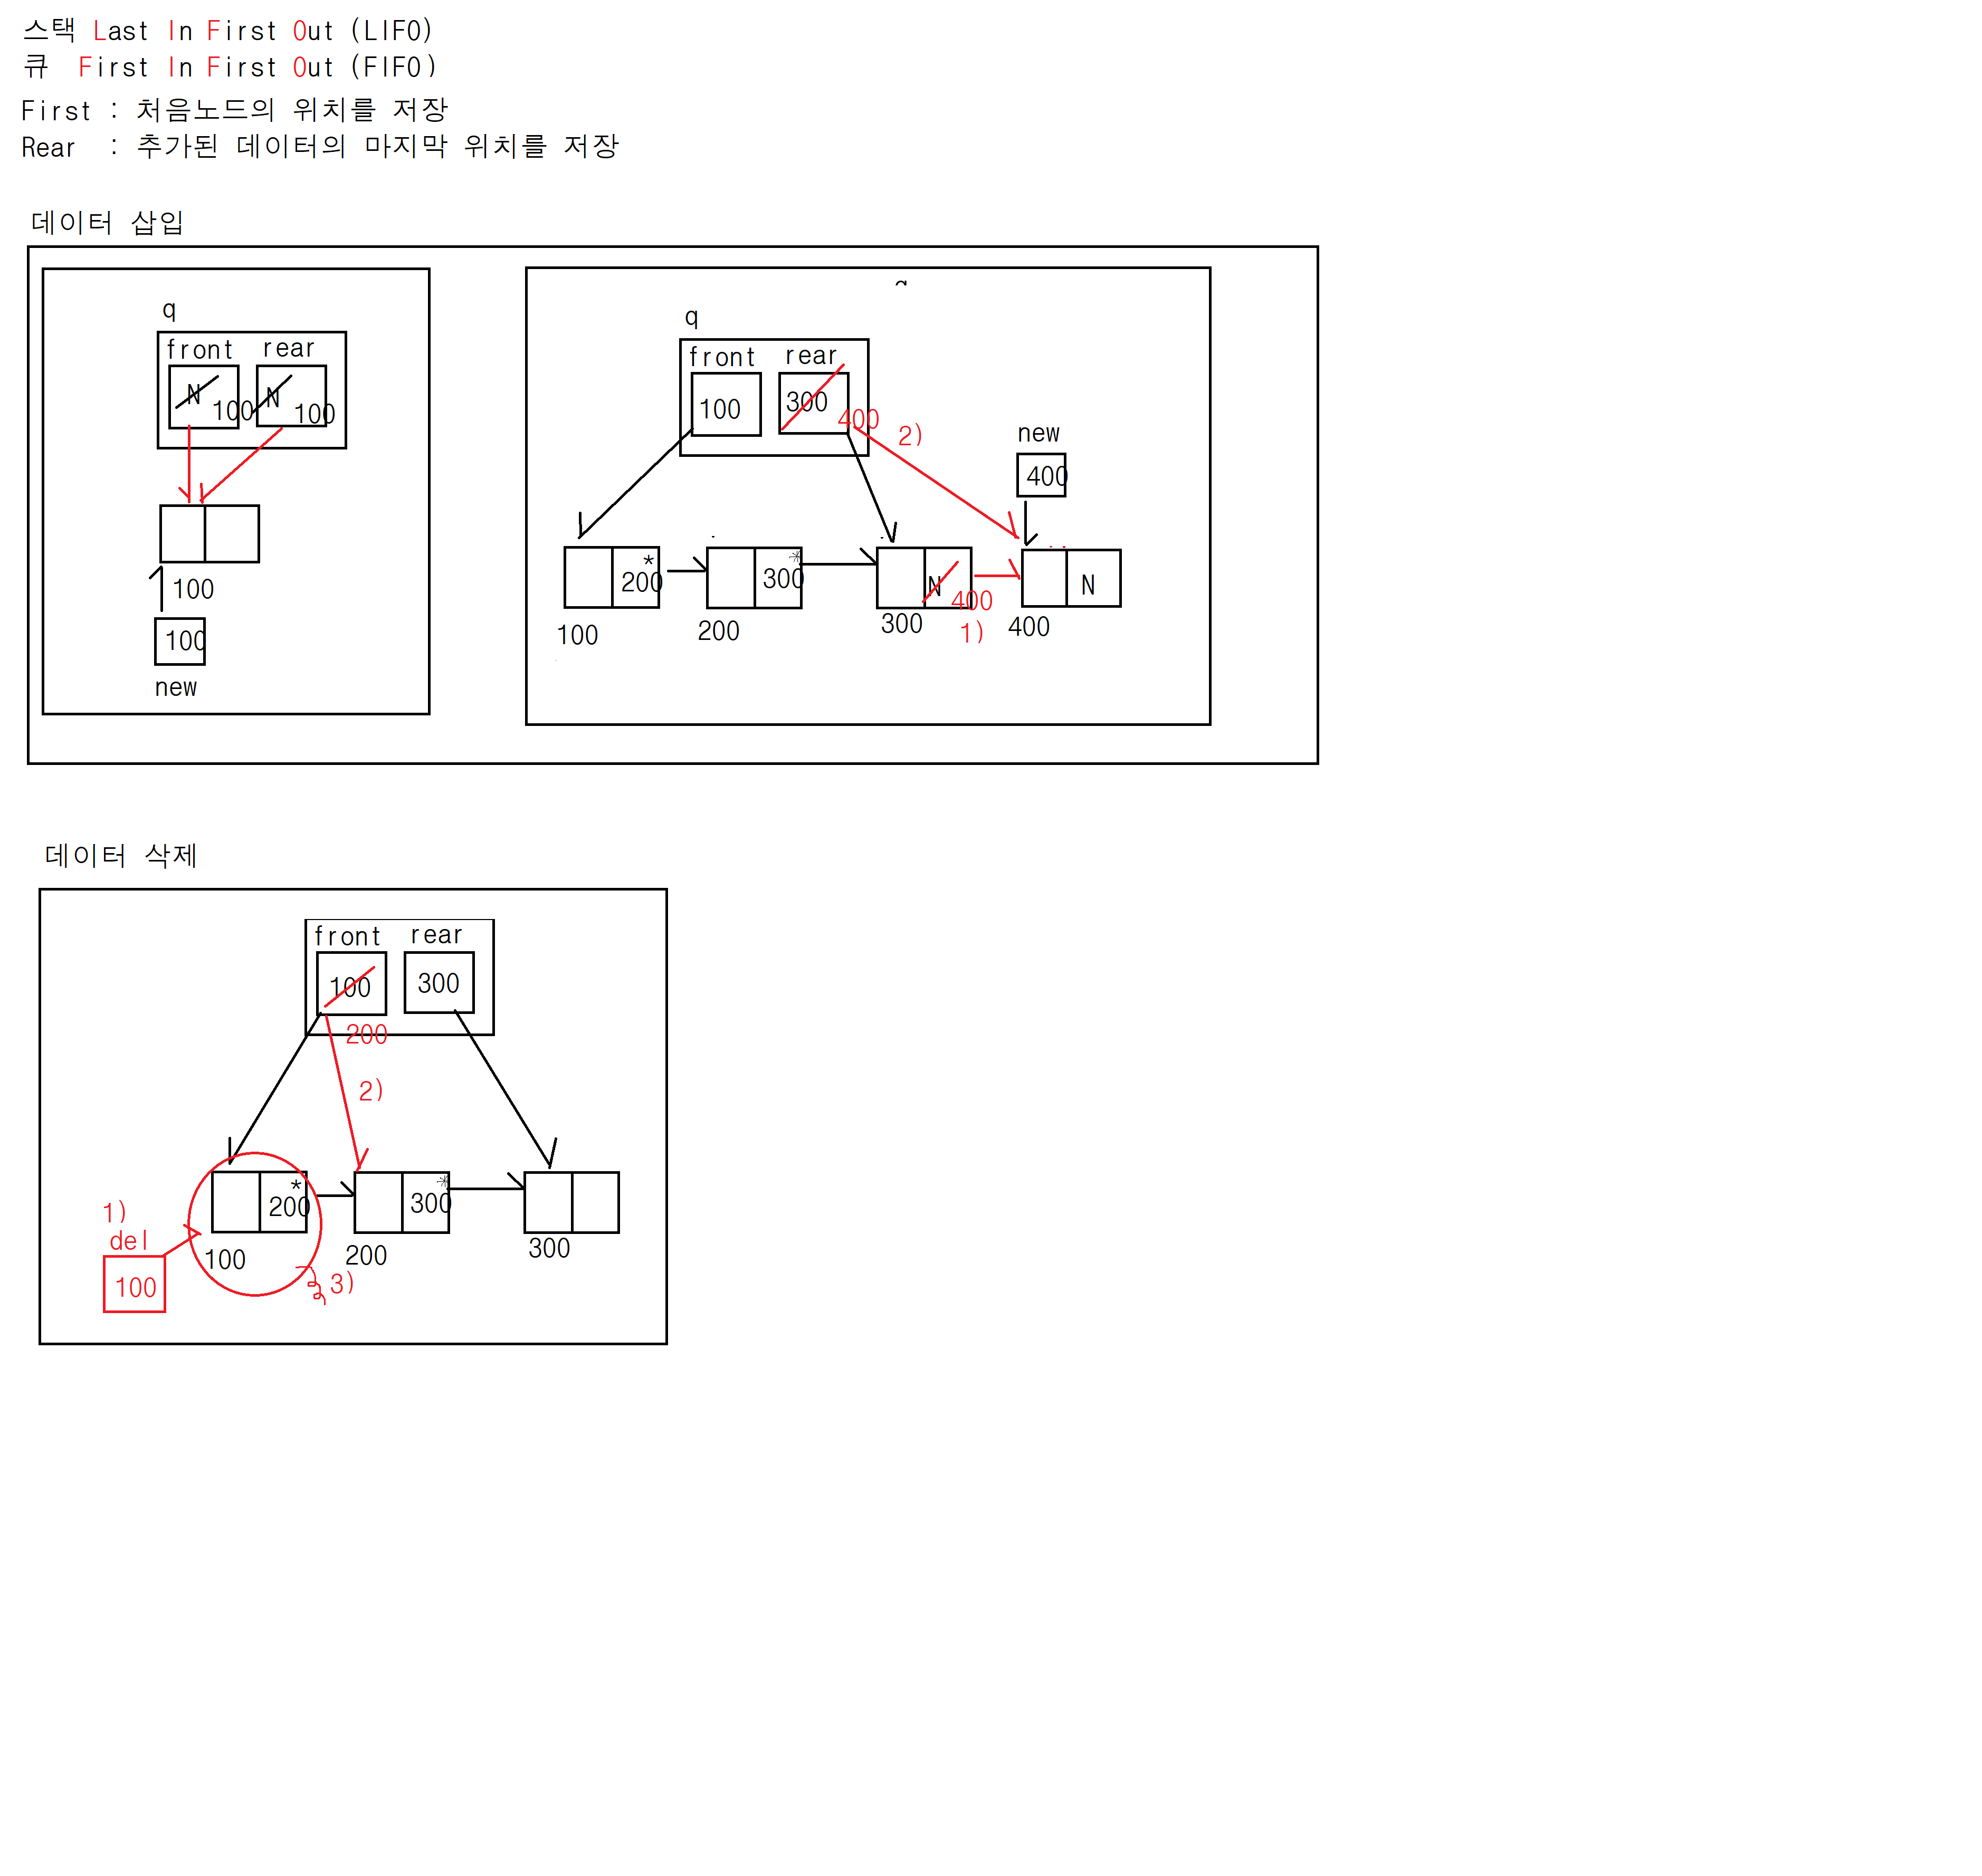 스택 Last In First Out (LIFO)
큐 First In First Out (FIFO)
First : 처음노드의 위치를 저장
Rear : 추가된 데이터의 마지막 위치를 저장
데이터 삽입
q
front rear
N 100 N 100
100
100
new
q
front rear
100 300 400
2)
new
400
* 200 * 300 N 400 N
100 200 300 1) 400
데이터 삭제
front rear
100 300
200
2)
* 200 * 300
1)
del
100
100 200 300
3)